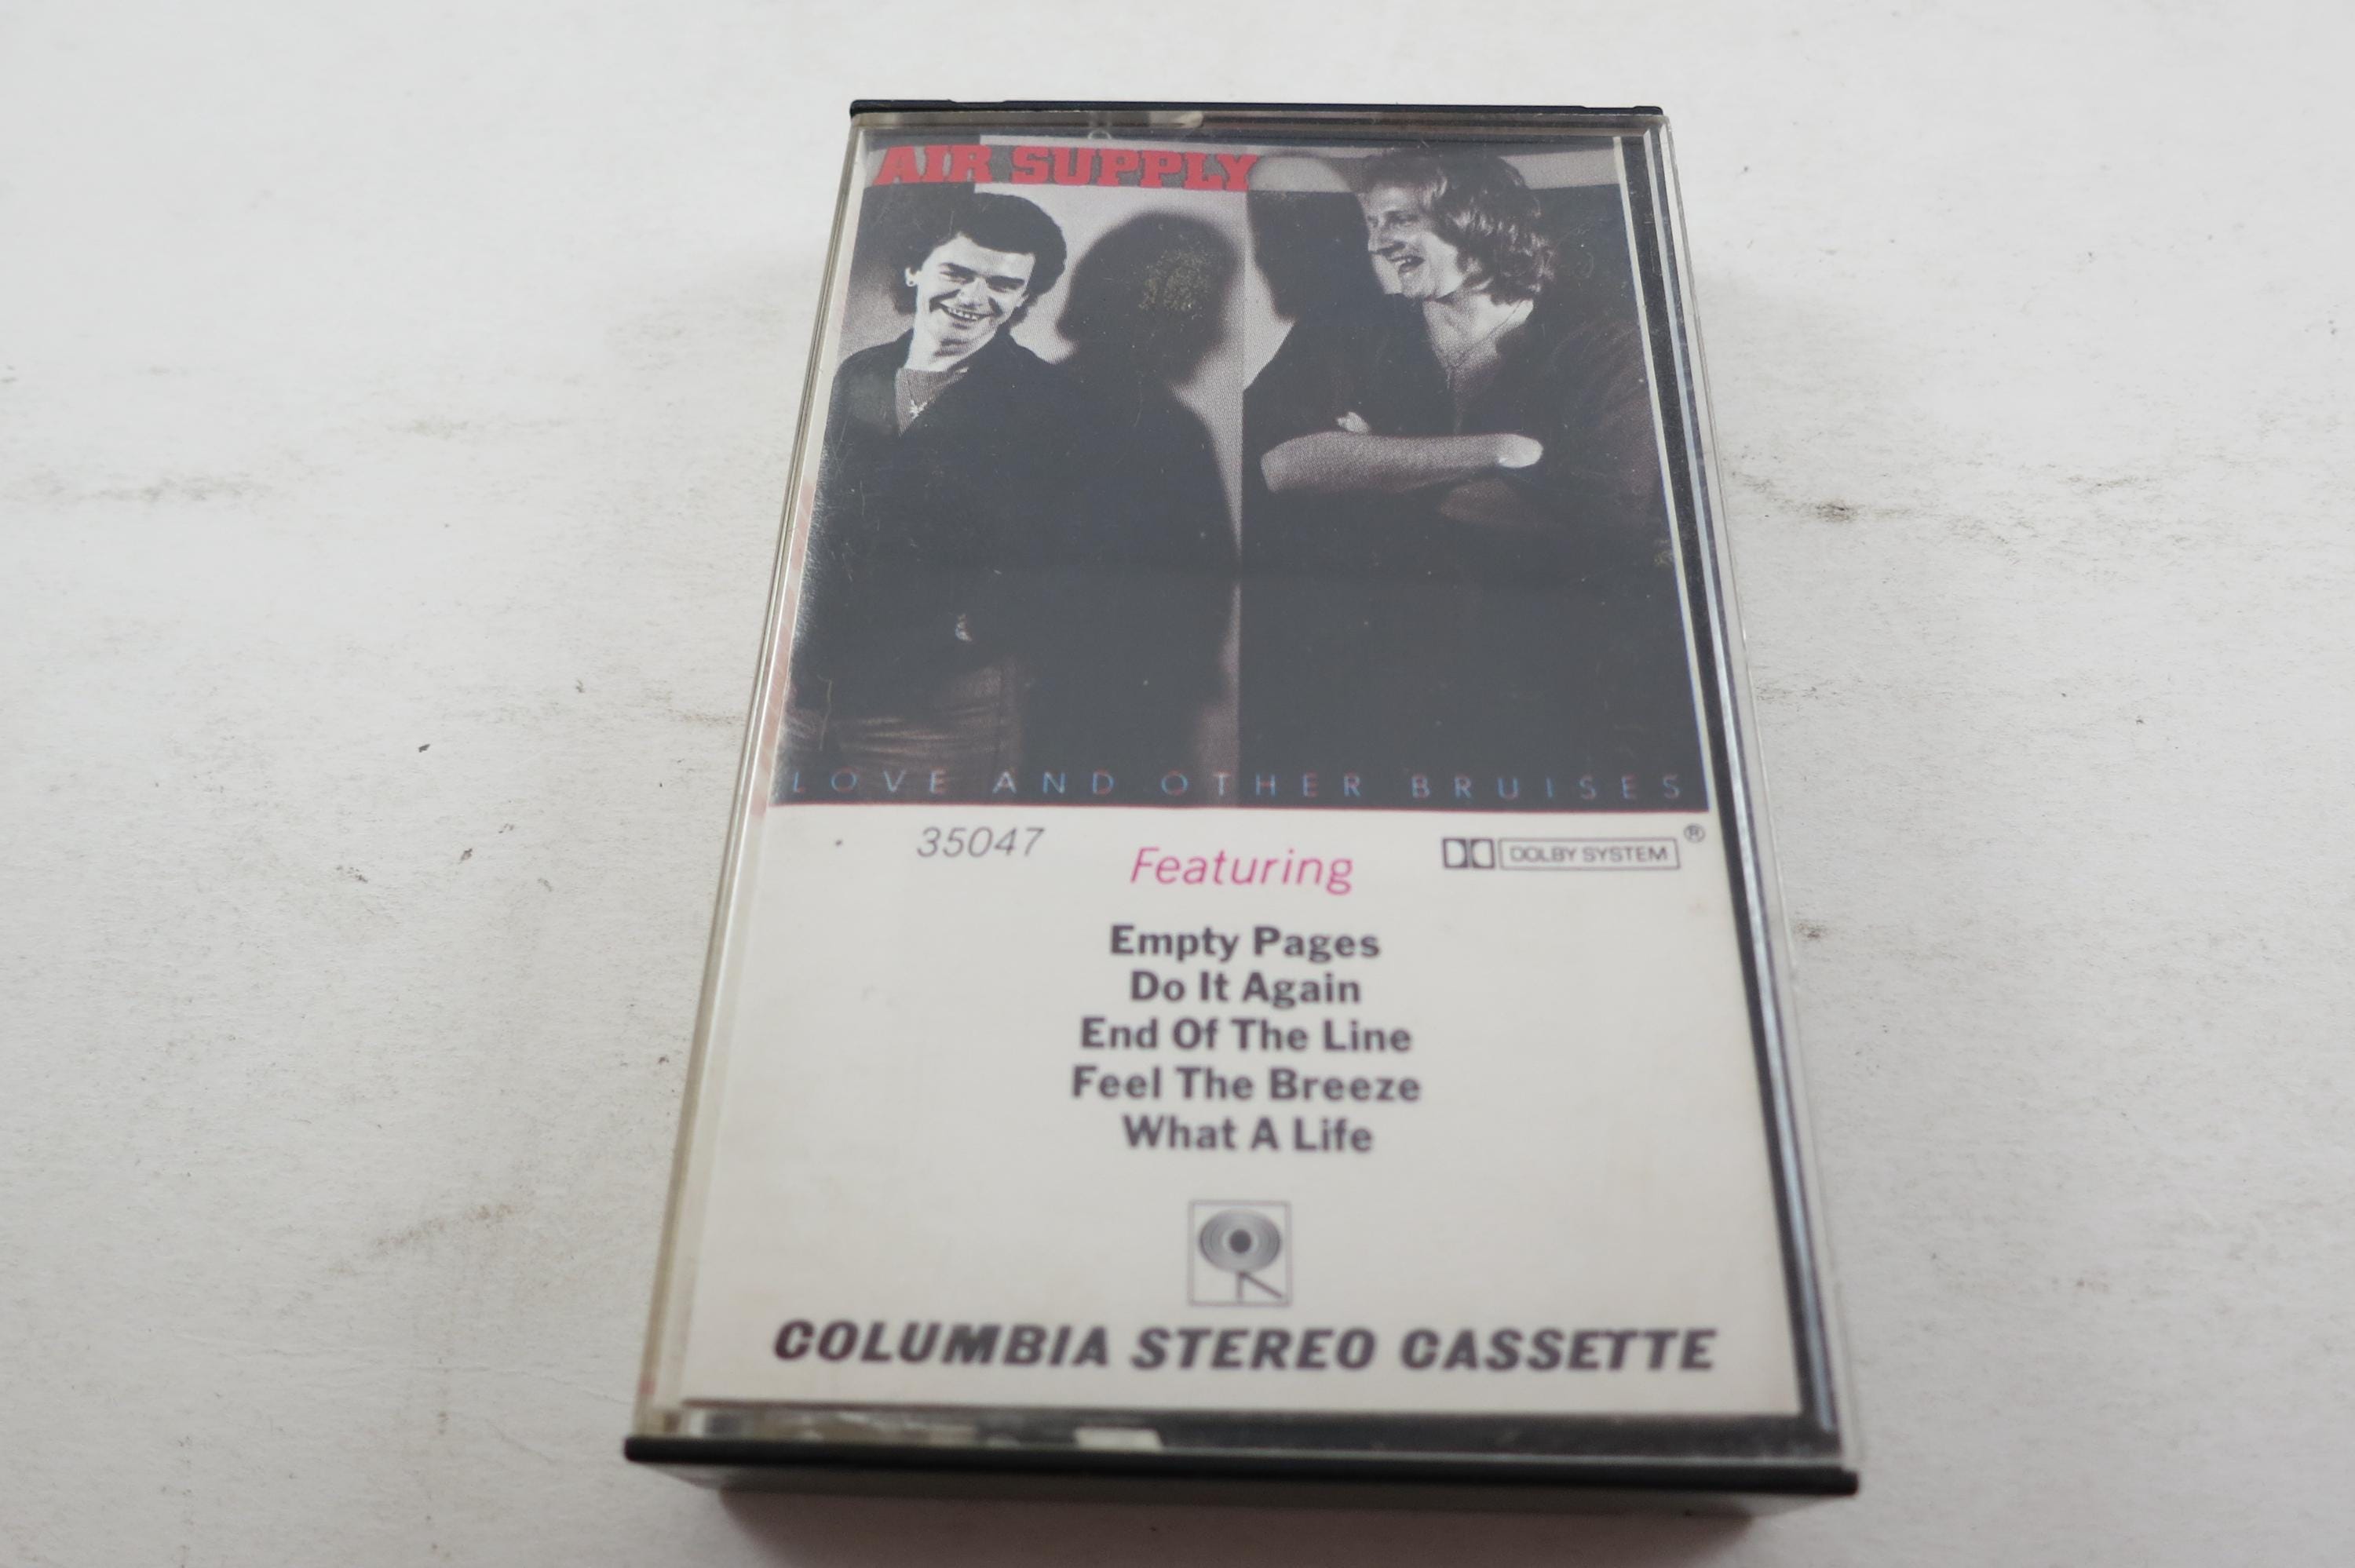 AIR SUPPLY
LOVE AND OTHER BRUISES
35047
Featuring
DOLBY SYSTEM ®
Empty Pages
Do It Again
End Of The Line
Feel The Breeze
What A Life
COLUMBIA STEREO CASSETTE